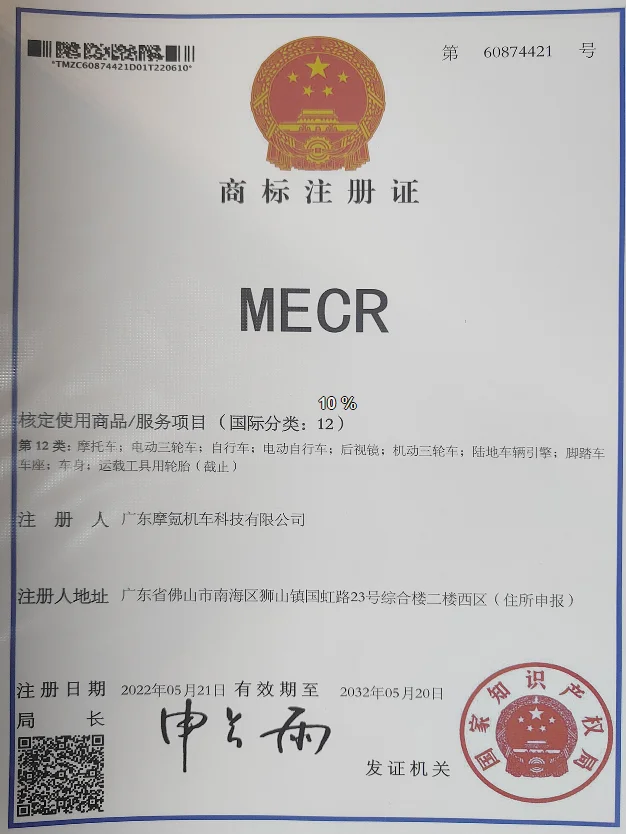 *TMZC60874421D01T220610*
第 60874421 号
商标注册证
MECR
10 %
核定使用商品/服务项目（国际分类：12）
第 12 类：摩托车；电动三轮车；自行车；电动自行车；后视镜；机动三轮车；陆地车辆引擎；脚踏车
车座；车身；运载工具用轮胎（截止）
注册人 广东摩氪机车科技有限公司
注册人地址 广东省佛山市南海区狮山镇国虹路23号综合楼二楼西区（住所申报）
注册日期 2022年05月21日 有效期至 2032年05月20日
局长
发证机关
国家知识产权局